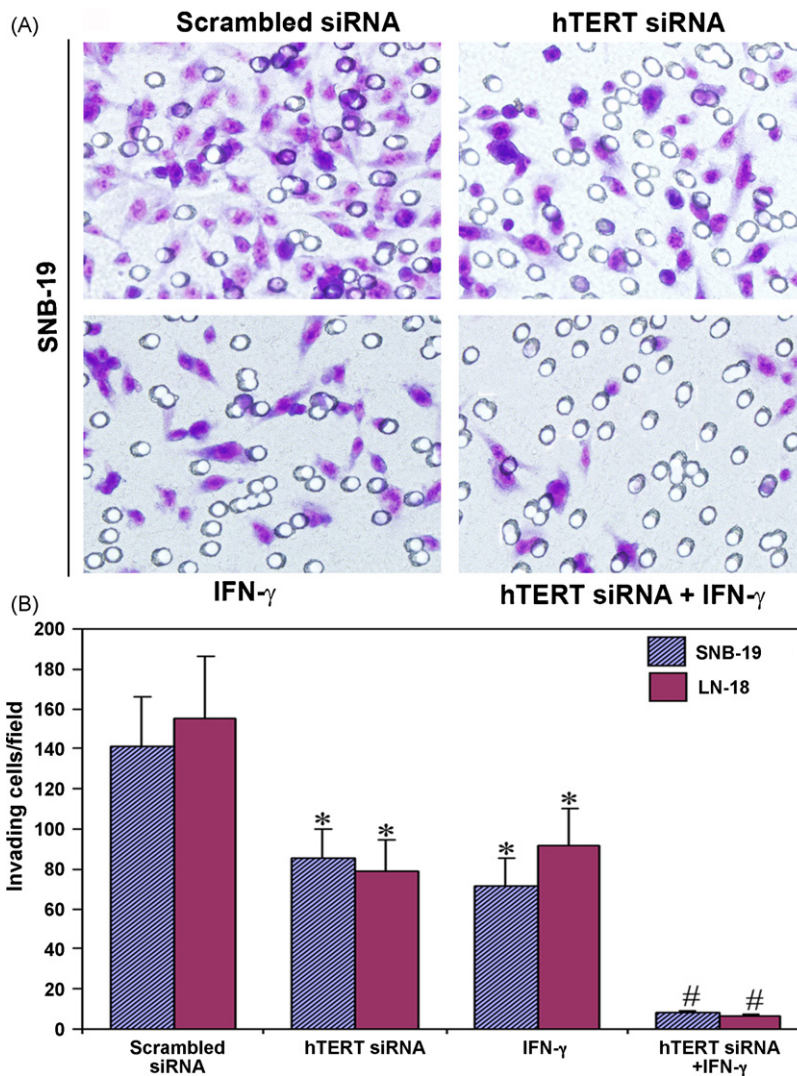 (A)
Scrambled siRNA
hTERT siRNA
SNB-19
IFN-γ
hTERT siRNA + IFN-γ
(B)
Invading cells/field
200
180
160
140
120
100
80
60
40
20
0
SNB-19
LN-18
* *
* *
# #
Scrambled
siRNA
hTERT siRNA
IFN-γ
hTERT siRNA
+IFN-γ